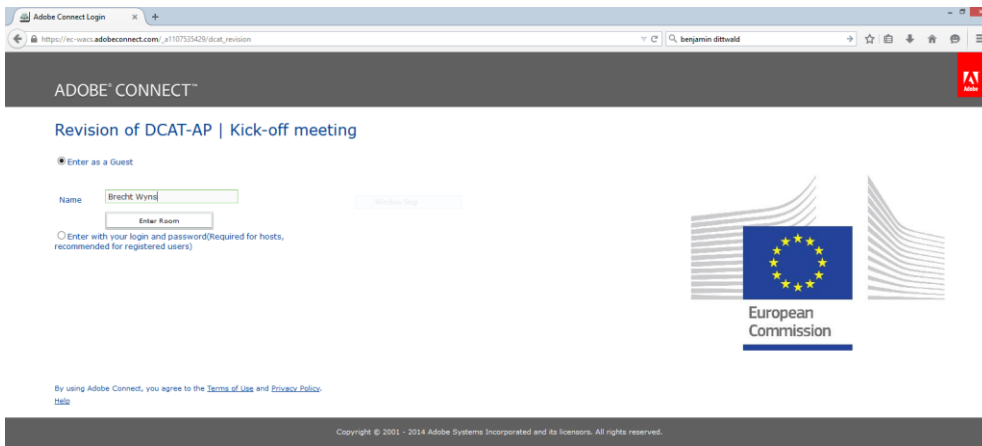 Adobe Connect Login
https://ec-wacs.adobeconnect.com/_a1107535429/dcat_revision
benjamin dittwald
ADOBE® CONNECT™
Adobe
Revision of DCAT-AP | Kick-off meeting
Enter as a Guest
Name
Brecht Wyns
Enter Room
Enter with your login and password(Required for hosts,
recommended for registered users)
European
Commission
By using Adobe Connect, you agree to the Terms of Use and Privacy Policy.
Help
Copyright © 2001 - 2014 Adobe Systems Incorporated and its licensors. All rights reserved.